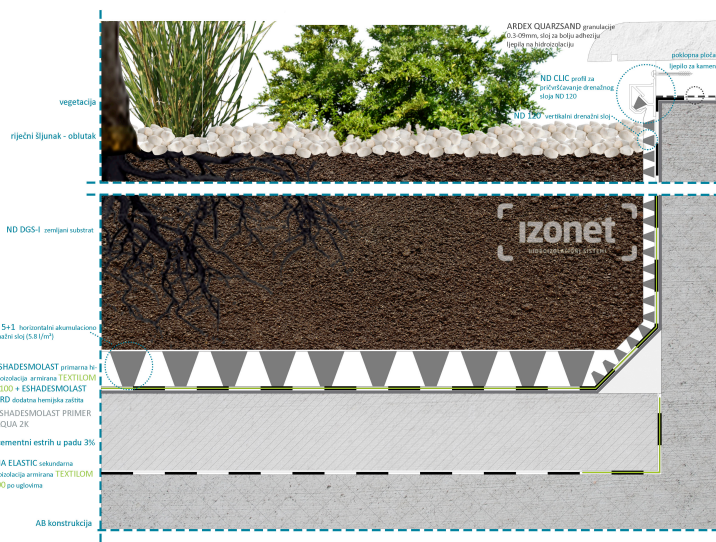 ARDEX QUARZSAND granulacije
0.3-09mm, sloj za bolju adheziju
ljepila na hidroizolaciju
poklopna ploča
ljepilo za kamen
ND CLIC profil za
pričvršćavanje drenažnog
sloja ND 120
ND 120 vertikalni drenažni sloj
vegetacija
riječni šljunak - oblutak
ND DGS-I zemljani substrat
izonet
HIDROIZOLACIONI SISTEMI
5+1 horizontalni akumulaciono
nažni sloj (5.8 l/m²)
SHADESMOLAST primarna hi-
oizolacija armirana TEXTILOM
100 + ESHADESMOLAST
RD dodatna hemijska zaštita
SHADESMOLAST PRIMER
QUA 2K
ementni estrih u padu 3%
A ELASTIC sekundarna
oizolacija armirana TEXTILOM
00 po uglovima
AB konstrukcija